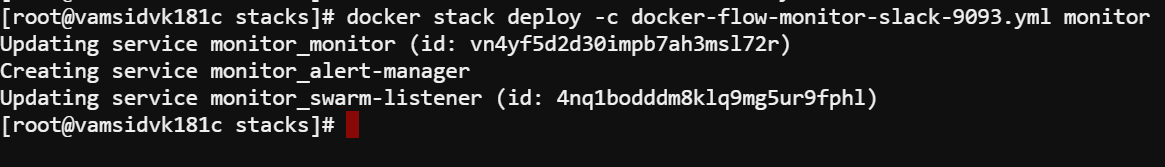 [root@vamsidvk181c stacks]# docker stack deploy -c docker-flow-monitor-slack-9093.yml monitor
Updating service monitor_monitor (id: vn4yf5d2d30impb7ah3msl72r)
Creating service monitor_alert-manager
Updating service monitor_swarm-listener (id: 4nq1bodddm8klq9mg5ur9fphl)
[root@vamsidvk181c stacks]#